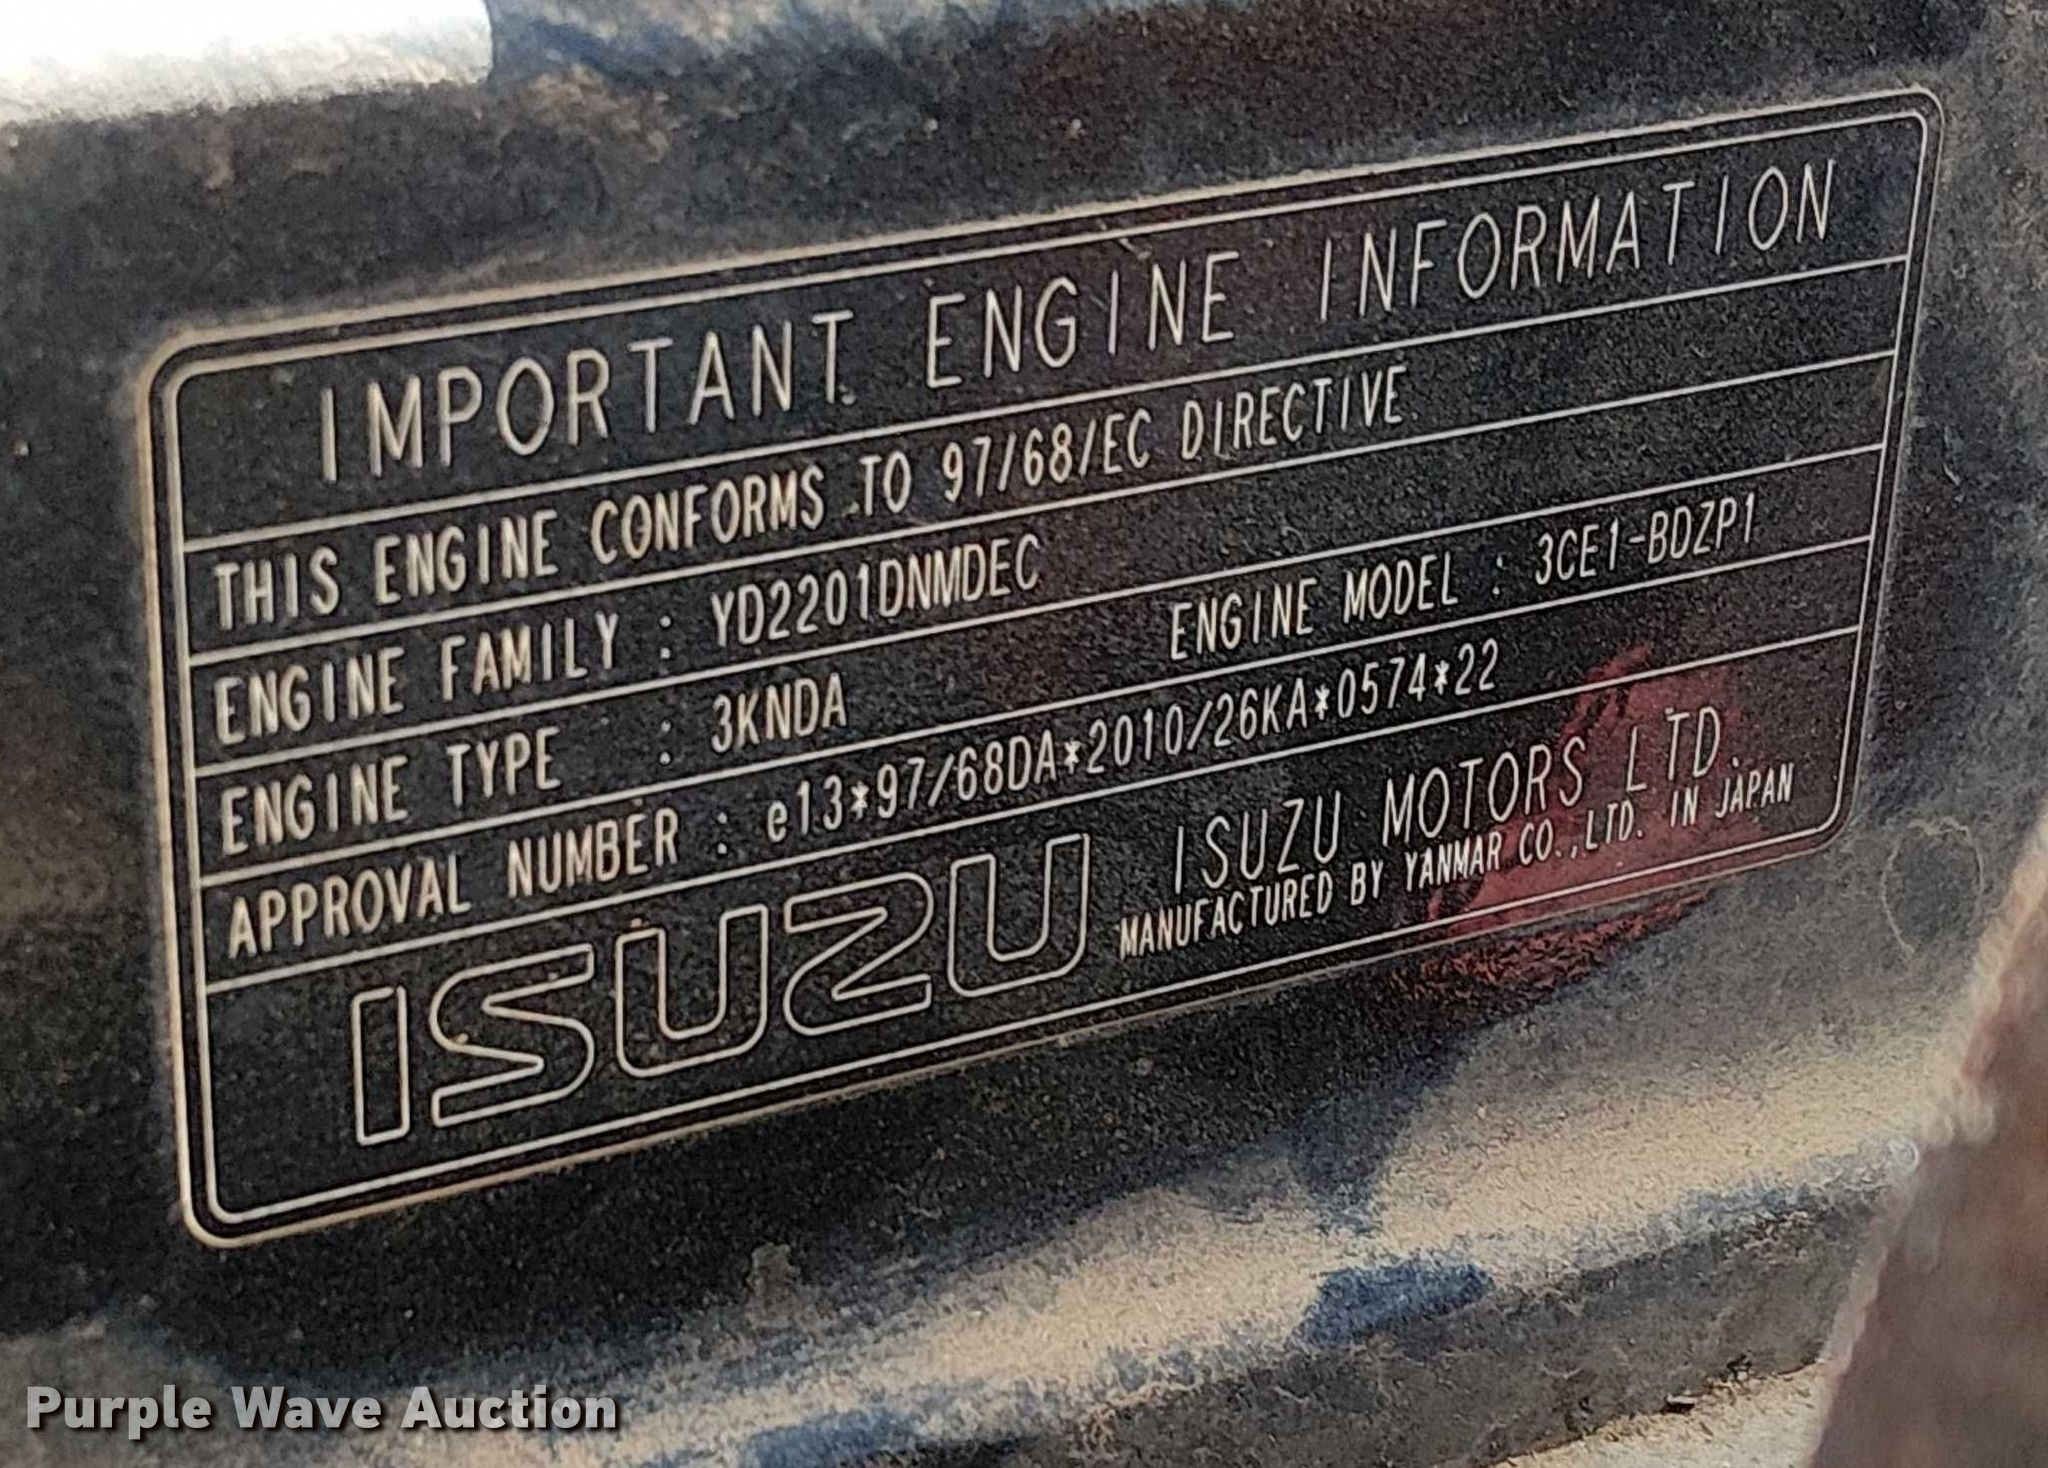 IMPORTANT ENGINE INFORMATION
THIS ENGINE CONFORMS TO 97/68/EC DIRECTIVE
ENGINE FAMILY : YD2201DNMDEC
ENGINE TYPE : 3KNDA ENGINE MODEL : 3CE1-BDZP1
APPROVAL NUMBER : e13*97/68DA*2010/26KA*0574*22
ISUZU ISUZU MOTORS LTD.
MANUFACTURED BY YANMAR CO.,LTD. IN JAPAN
Purple Wave Auction